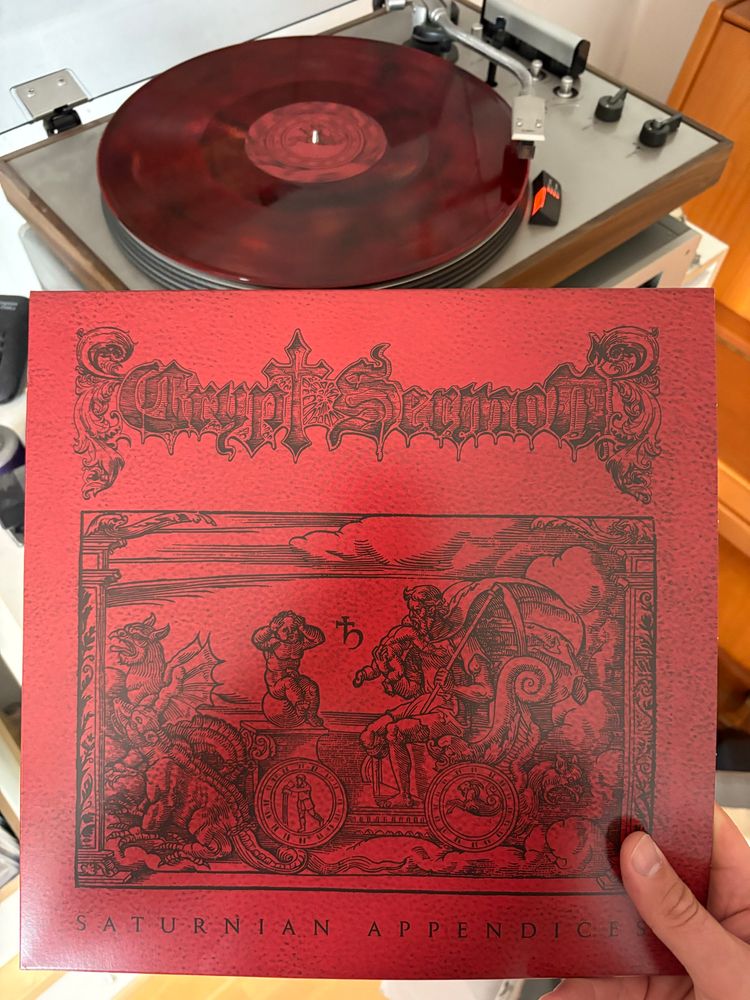 Crypt Sermon
♄
SATURNIAN APPENDICES